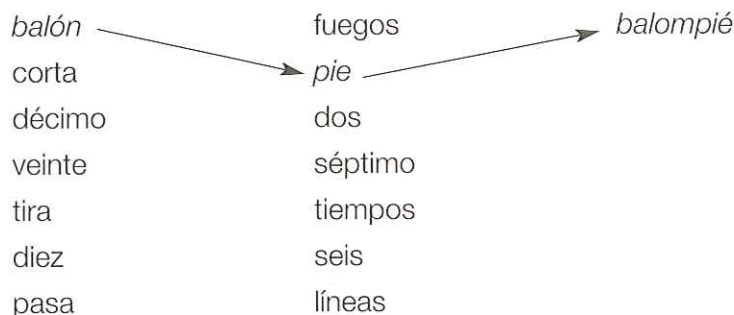 balón fuegos balompié
corta pie
décimo dos
veinte séptimo
tira tiempos
diez seis
pasa líneas